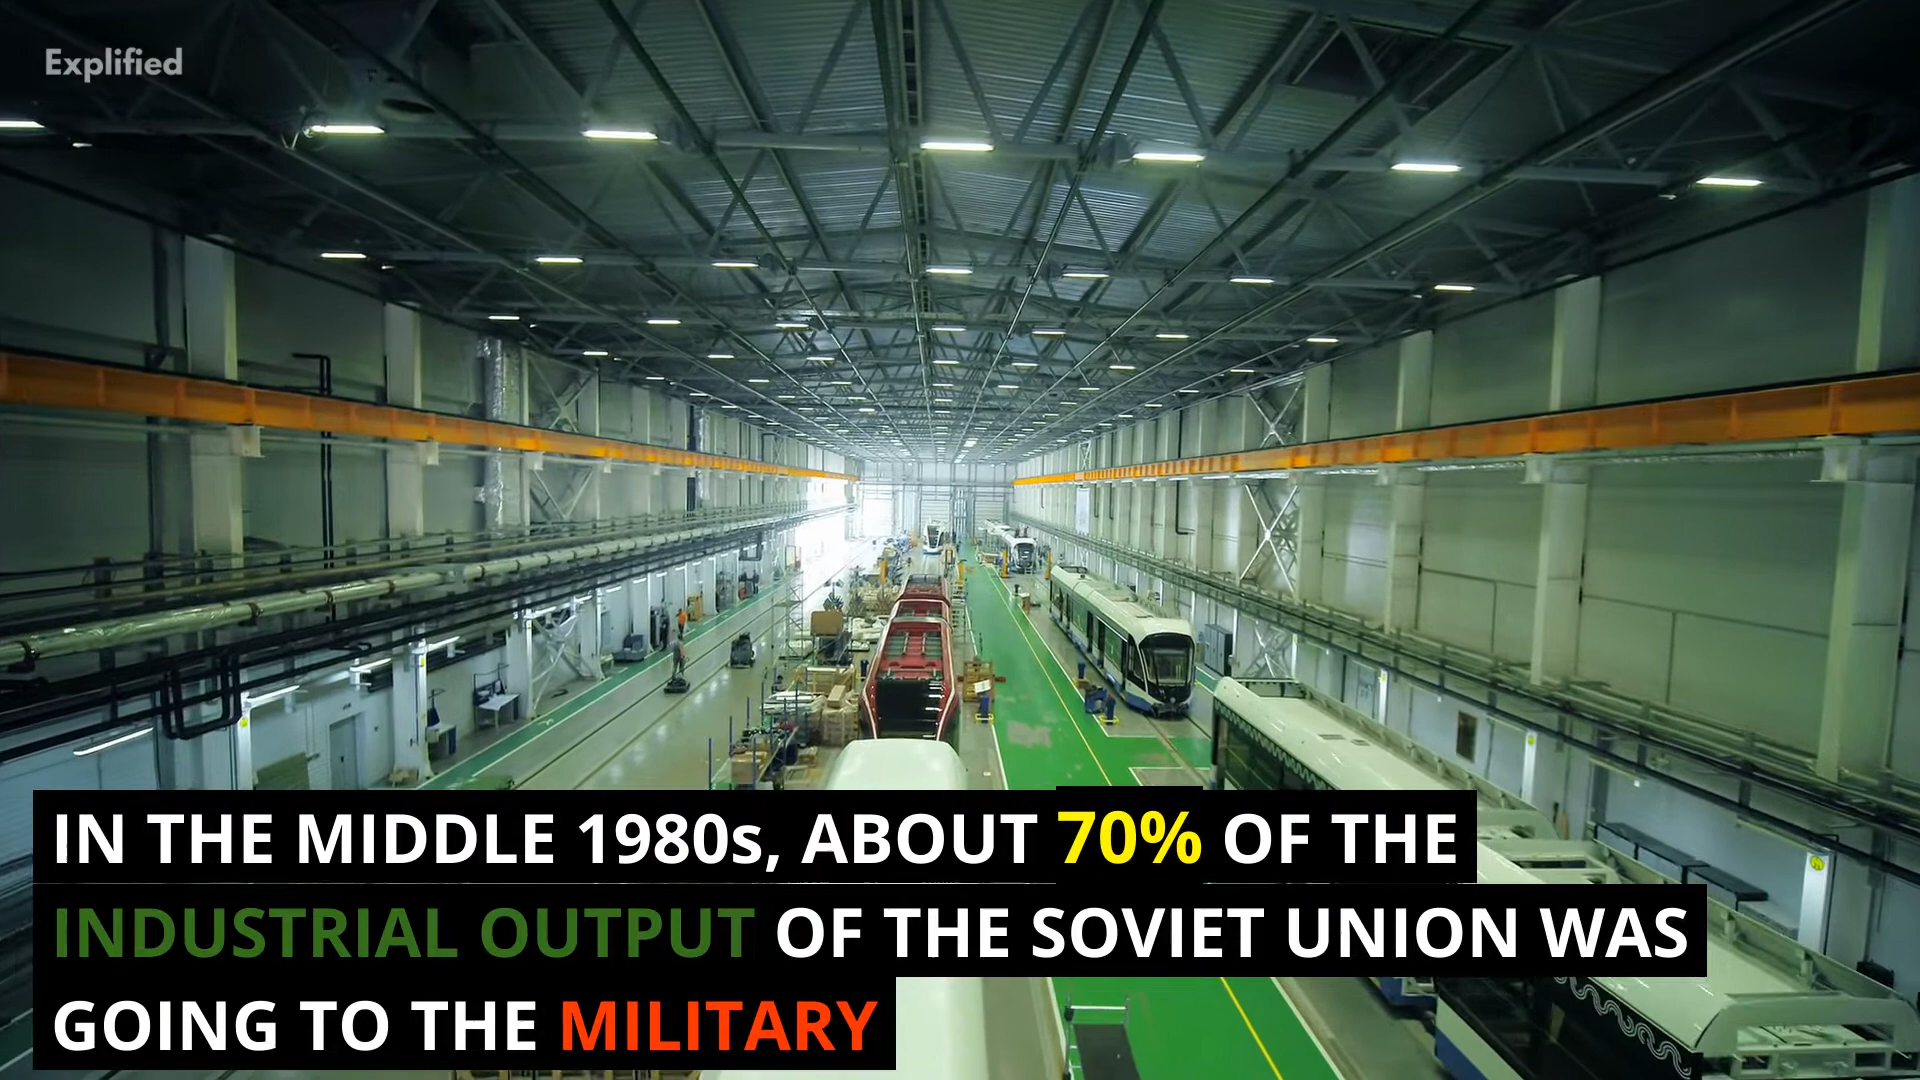 Explified
IN THE MIDDLE 1980s, ABOUT 70% OF THE
INDUSTRIAL OUTPUT OF THE SOVIET UNION WAS
GOING TO THE MILITARY